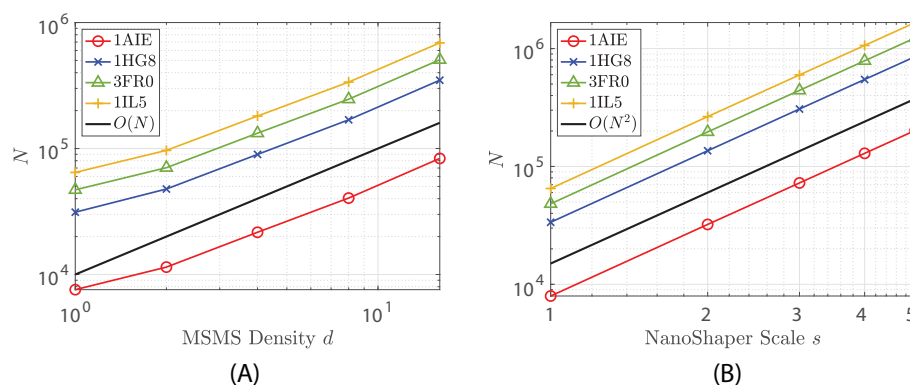 10^6
10^5
10^4
N
1AIE
1HG8
3FR0
1IL5
O(N)
10^0
10^1
MSMS Density d
(A)
10^6
10^5
10^4
N
1AIE
1HG8
3FR0
1IL5
O(N^2)
1
2
3
4
5
NanoShaper Scale s
(B)